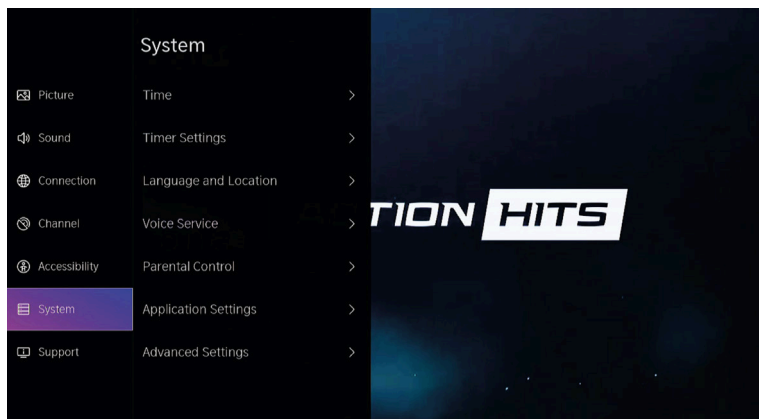 System
Picture
Time
Sound
Timer Settings
Connection
Language and Location
Channel
Voice Service
Accessibility
Parental Control
System
Application Settings
Support
Advanced Settings
TION HITS